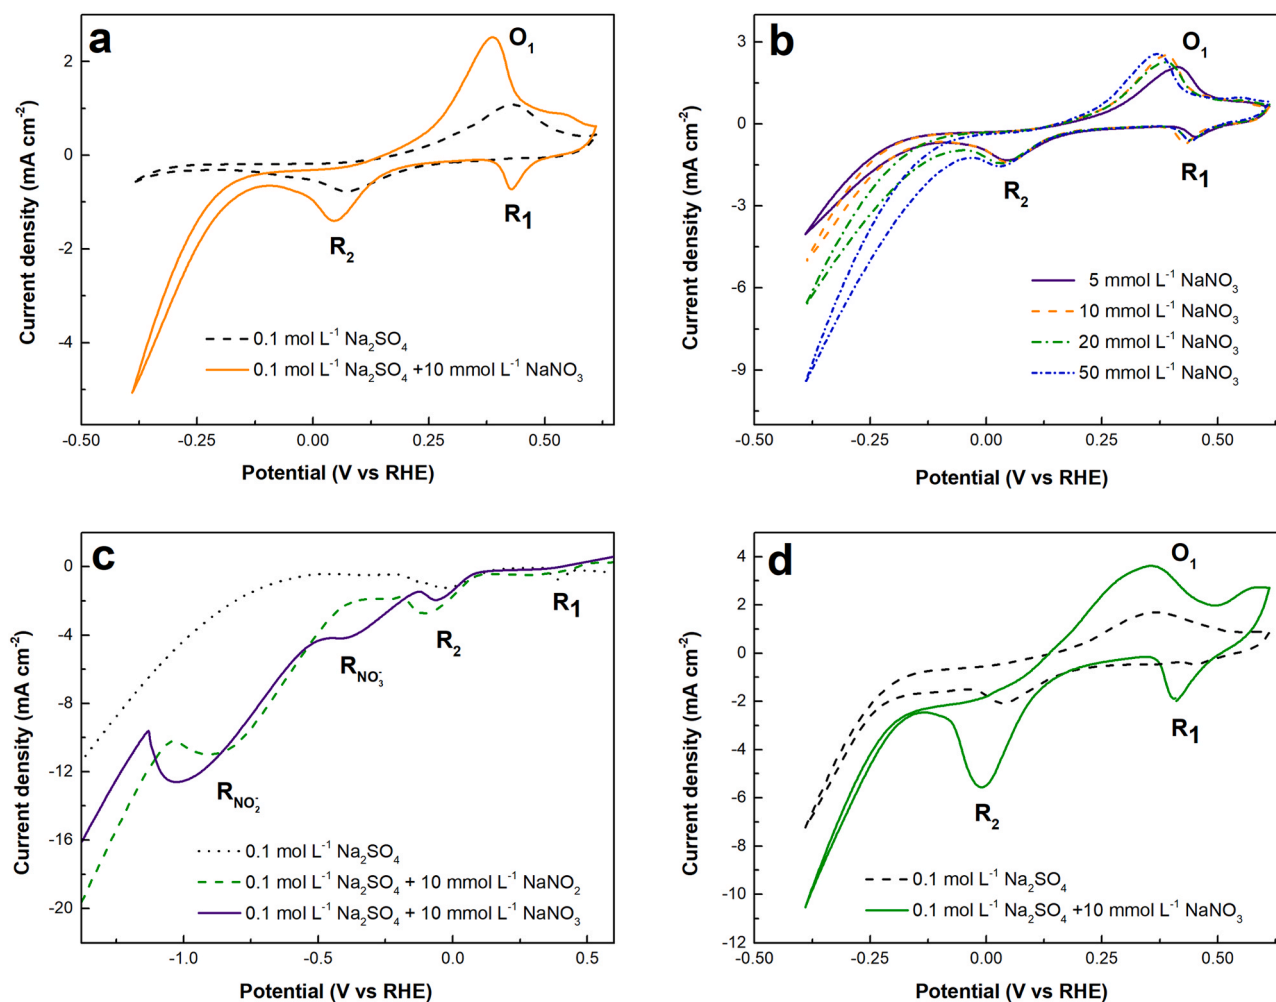 a
O₁
R₁
R₂
0.1 mol L⁻¹ Na₂SO₄
0.1 mol L⁻¹ Na₂SO₄ +10 mmol L⁻¹ NaNO₃
2
0
-2
-4
-0.50
-0.25
0.00
0.25
0.50
Current density (mA cm⁻²)
Potential (V vs RHE)
b
O₁
R₁
R₂
5 mmol L⁻¹ NaNO₃
10 mmol L⁻¹ NaNO₃
20 mmol L⁻¹ NaNO₃
50 mmol L⁻¹ NaNO₃
3
0
-3
-6
-9
-0.50
-0.25
0.00
0.25
0.50
Current density (mA cm⁻²)
Potential (V vs RHE)
c
R₁
R₂
R_NO₃⁻
R_NO₂⁻
0.1 mol L⁻¹ Na₂SO₄
0.1 mol L⁻¹ Na₂SO₄ + 10 mmol L⁻¹ NaNO₂
0.1 mol L⁻¹ Na₂SO₄ + 10 mmol L⁻¹ NaNO₃
0
-4
-8
-12
-16
-20
-1.0
-0.5
0.0
0.5
Current density (mA cm⁻²)
Potential (V vs RHE)
d
O₁
R₁
R₂
0.1 mol L⁻¹ Na₂SO₄
0.1 mol L⁻¹ Na₂SO₄ +10 mmol L⁻¹ NaNO₃
4
2
0
-2
-4
-6
-8
-10
-12
-0.50
-0.25
0.00
0.25
0.50
Current density (mA cm⁻²)
Potential (V vs RHE)